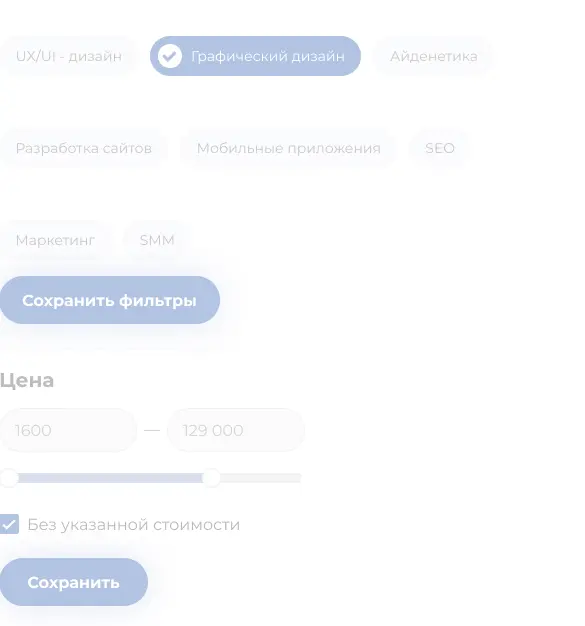 UX/UI - дизайн Графический дизайн Айденетика
Разработка сайтов Мобильные приложения SEO
Маркетинг SMM
Сохранить фильтры
Цена
1600 — 129 000
Без указанной стоимости
Сохранить